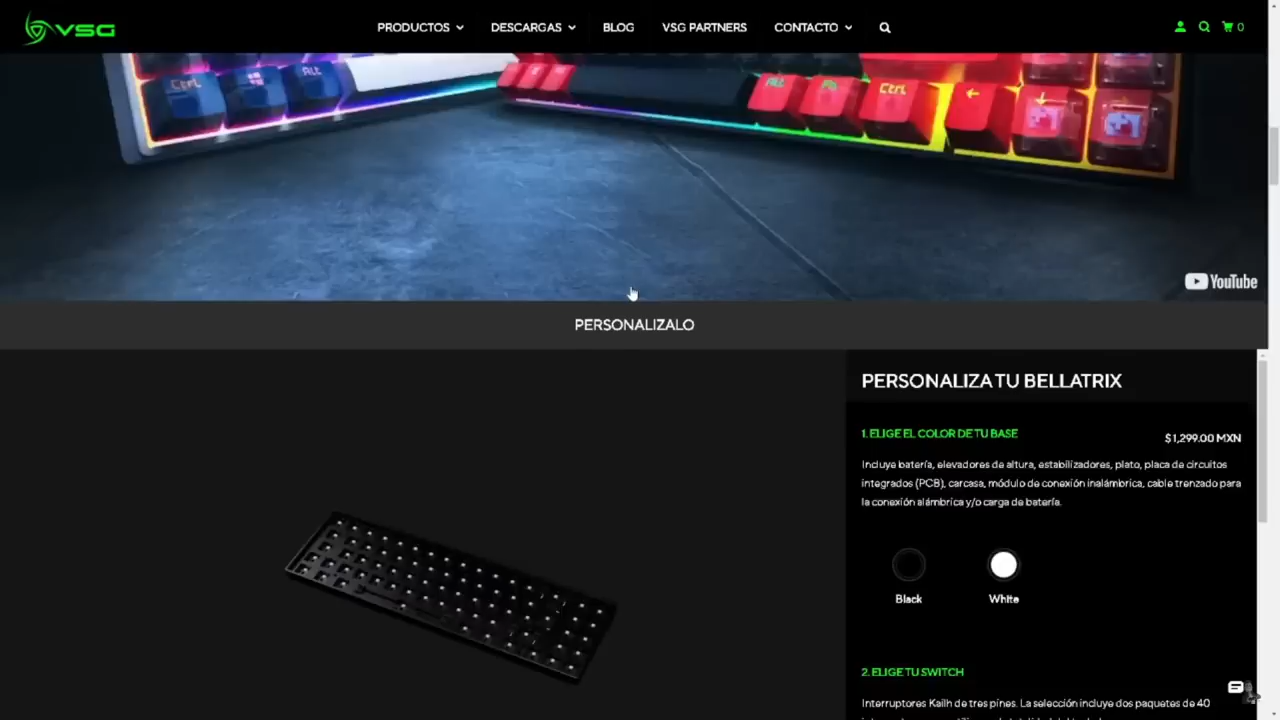 VSG
PRODUCTOS
DESCARGAS
BLOG
VSG PARTNERS
CONTACTO
0
Ctrl
Alt
Alt
Fn
Ctrl
YouTube
PERSONALIZALO
PERSONALIZA TU BELLATRIX
1. ELIGE EL COLOR DE TU BASE
$1,299.00 MXN
Incluye batería, elevadores de altura, estabilizadores, plato, placa de circuitos
integrados (PCB), carcasa, módulo de conexión inalámbrica, cable trenzado para
la conexión alámbrica y/o carga de batería.
Black
White
2. ELIGE TU SWITCH
Interruptores Kailh de tres pines. La selección incluye dos paquetes de 40